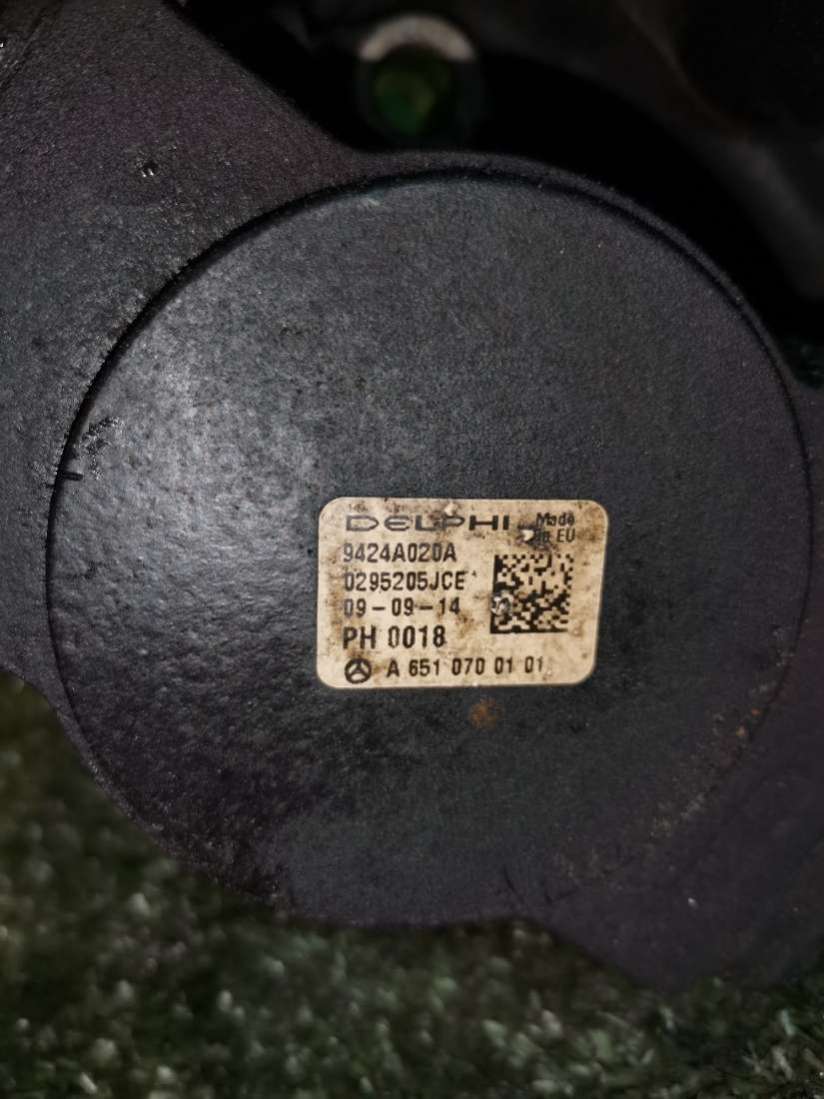 DELPHI Made
in EU
9424A020A
0295205JCE
09-09-14
PH 0018
A 651 070 01 01